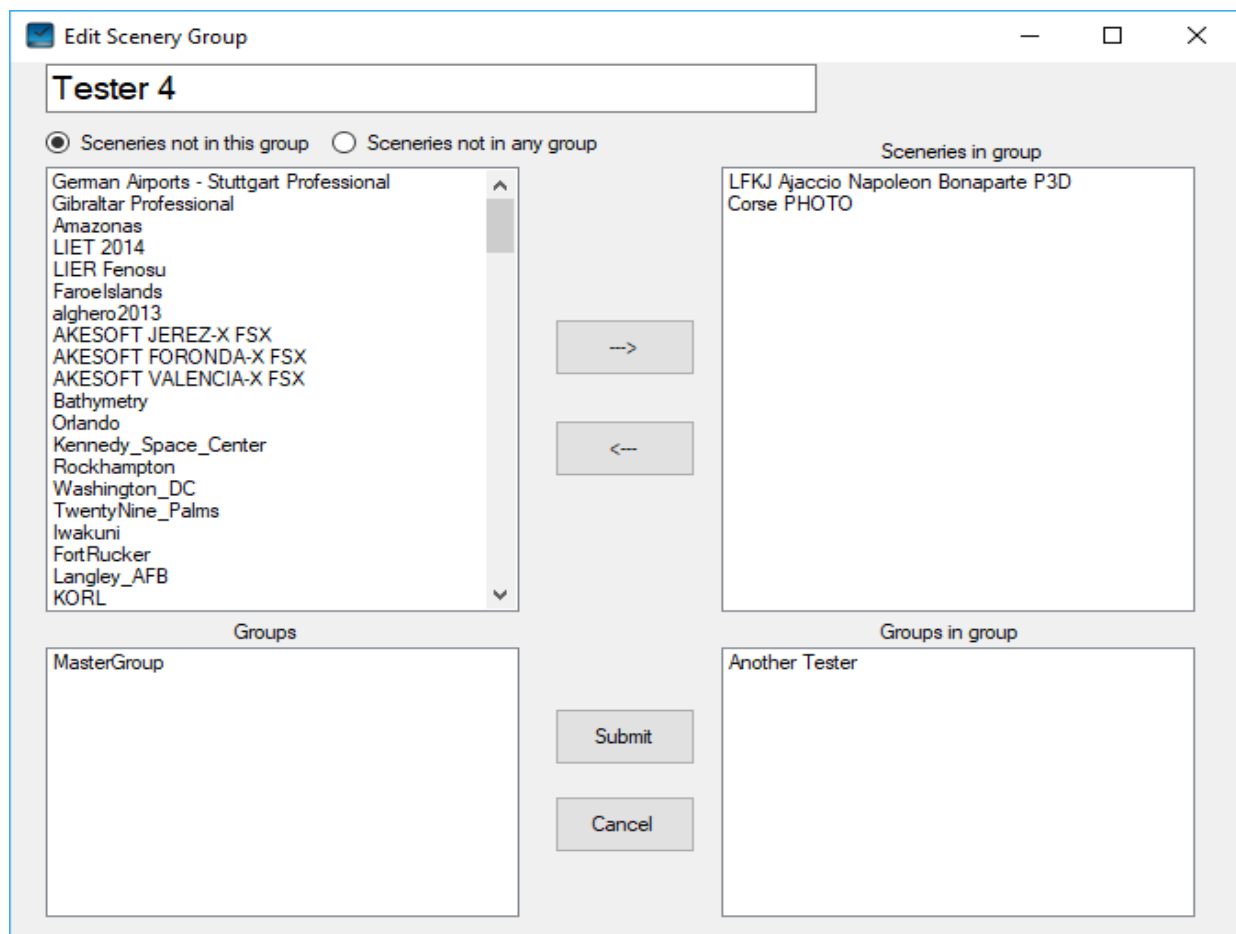 Edit Scenery Group
Tester 4
Sceneries not in this group
Sceneries not in any group
German Airports - Stuttgart Professional
Gibraltar Professional
Amazonas
LIET 2014
LIER Fenosu
FaroeIslands
alghero2013
AKESOFT JEREZ-X FSX
AKESOFT FORONDA-X FSX
AKESOFT VALENCIA-X FSX
Bathymetry
Orlando
Kennedy_Space_Center
Rockhampton
Washington_DC
TwentyNine_Palms
Iwakuni
FortRucker
Langley_AFB
KORL
--->
<---
Sceneries in group
LFKJ Ajaccio Napoleon Bonaparte P3D
Corse PHOTO
Groups
MasterGroup
Submit
Cancel
Groups in group
Another Tester